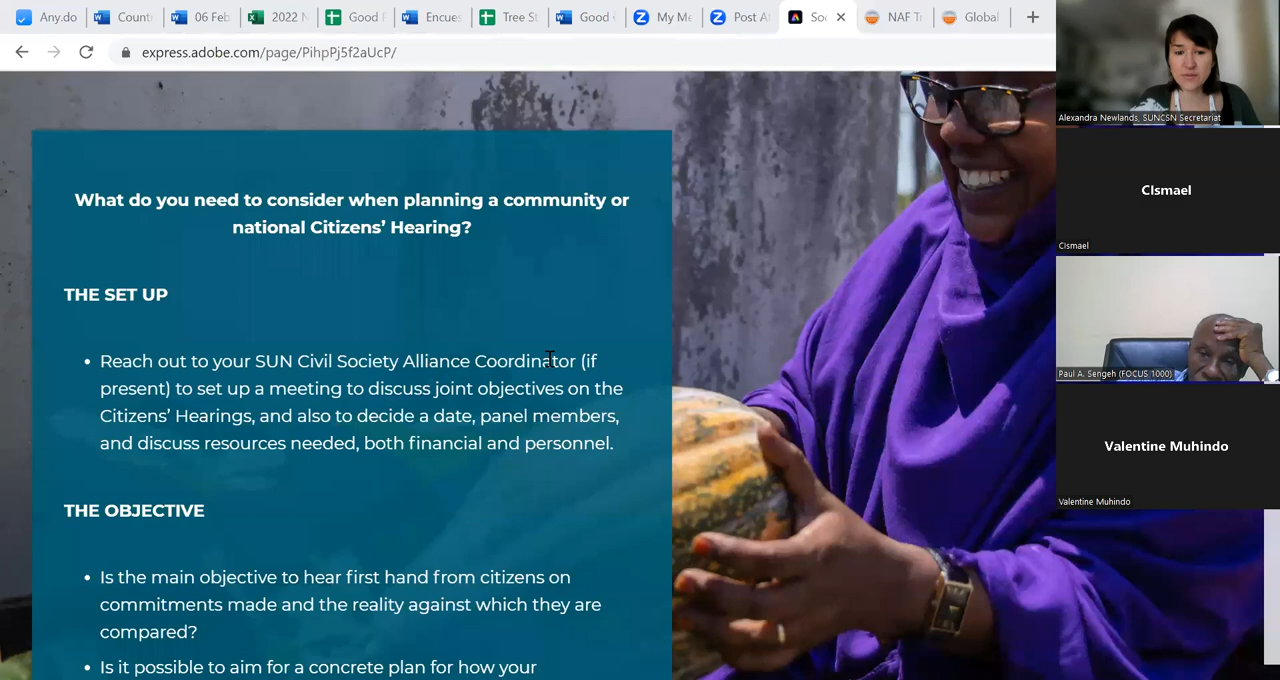 Any.do
Count
06 Feb
2022 N
Good
Encues
Tree St
Good
My Me
Post A
Soc
NAF Tr
Global
express.adobe.com/page/PihpPj5f2aUcP/
What do you need to consider when planning a community or
national Citizens’ Hearing?
THE SET UP
• Reach out to your SUN Civil Society Alliance Coordinator (if
present) to set up a meeting to discuss joint objectives on the
Citizens’ Hearings, and also to decide a date, panel members,
and discuss resources needed, both financial and personnel.
THE OBJECTIVE
• Is the main objective to hear first hand from citizens on
commitments made and the reality against which they are
compared?
• Is it possible to aim for a concrete plan for how your
Alexandra Newlands, SUNCSN Secretariat
CIsmael
CIsmael
Paul A. Sengeh (FOCUS 1000)
Valentine Muhindo
Valentine Muhindo